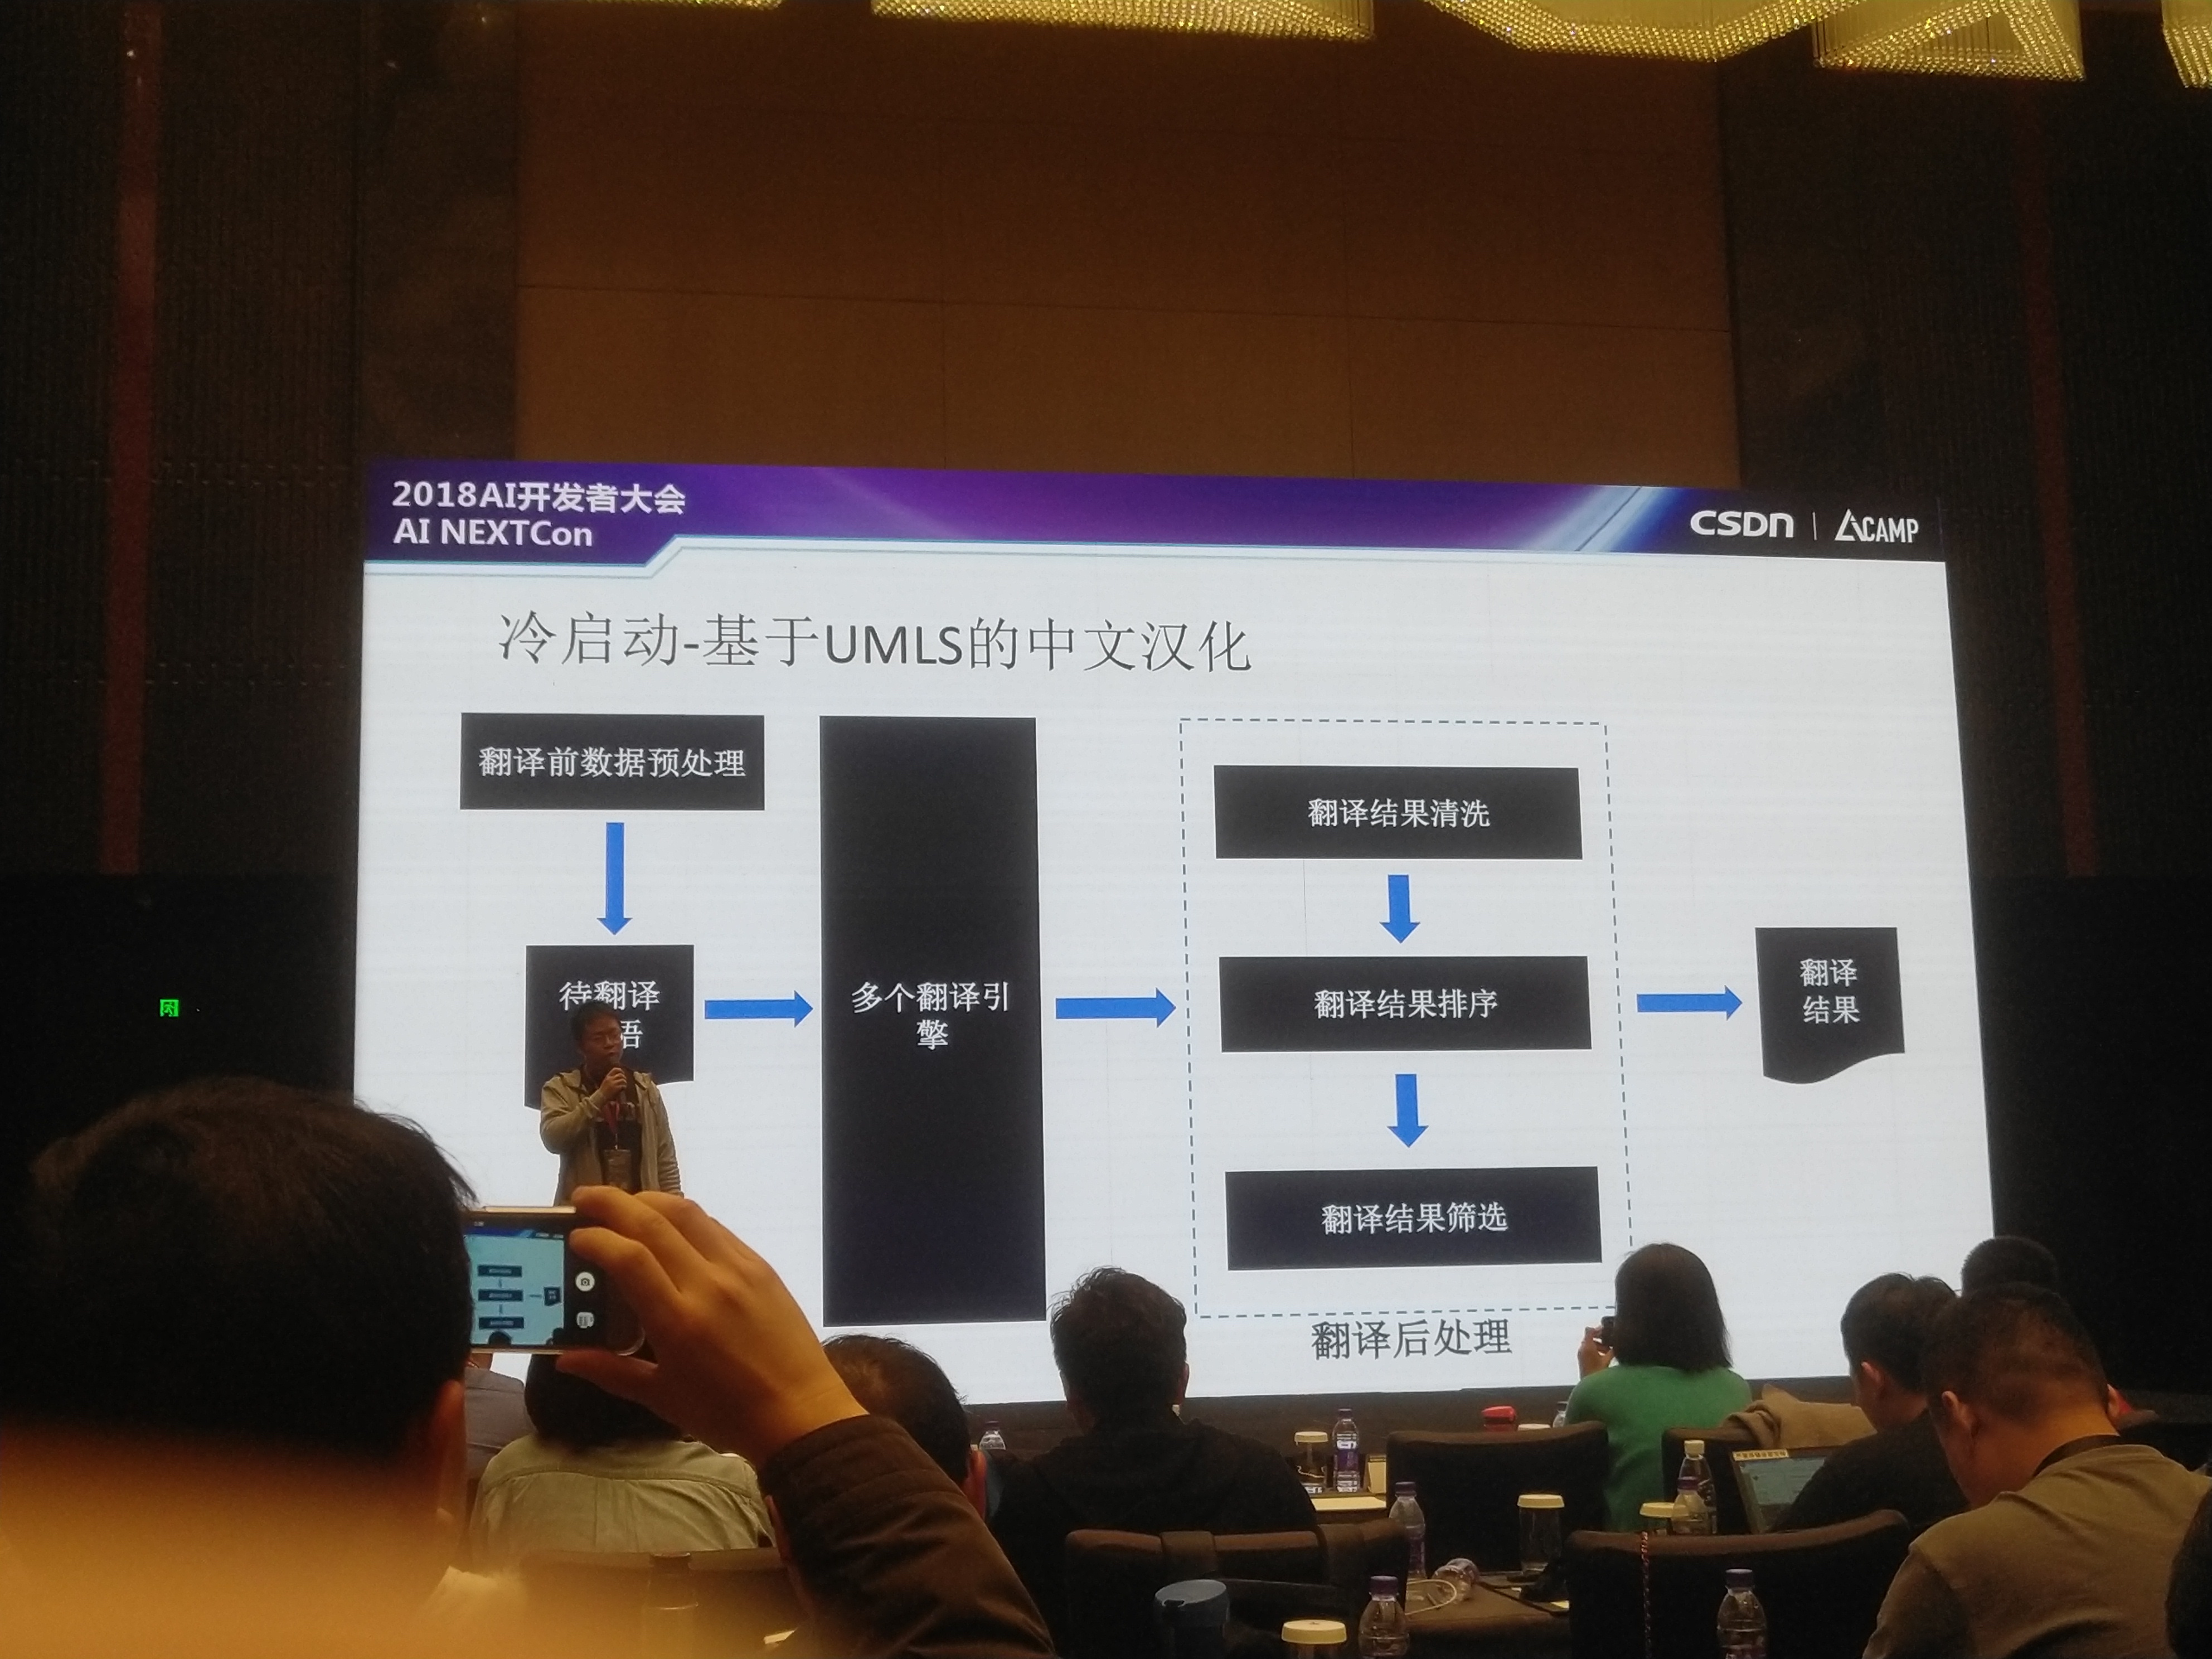 2018AI开发者大会
AI NEXTCon
CSDN | AICAMP
冷启动-基于UMLS的中文汉化
翻译前数据预处理
待翻译
语
多个翻译引
擎
翻译结果清洗
翻译结果排序
翻译结果筛选
翻译后处理
翻译
结果